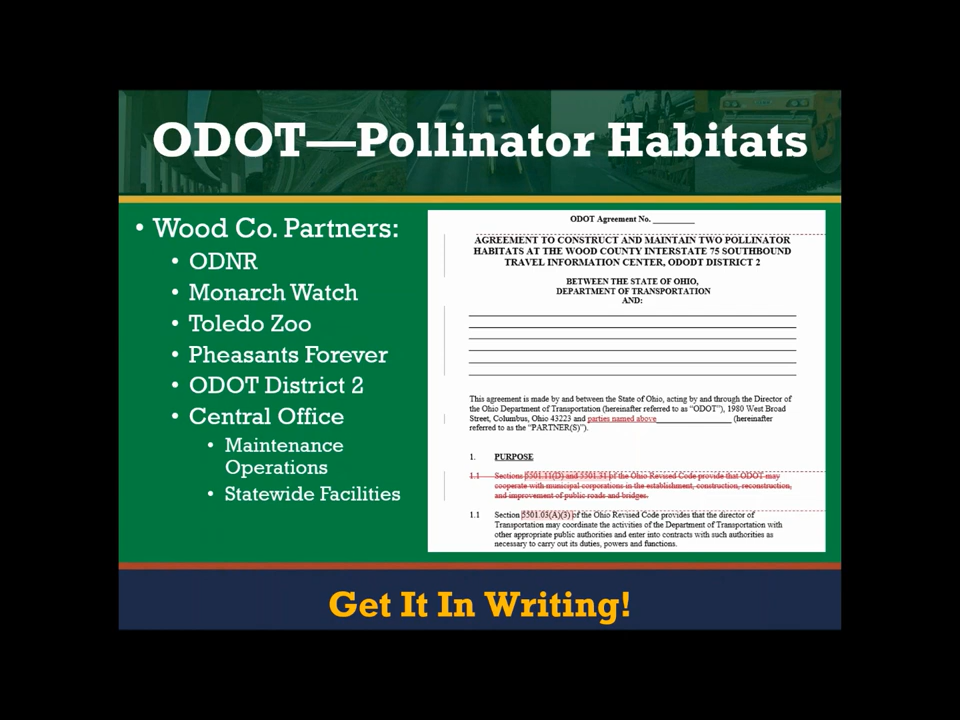 ODOT—Pollinator Habitats
• Wood Co. Partners:
• ODNR
• Monarch Watch
• Toledo Zoo
• Pheasants Forever
• ODOT District 2
• Central Office
• Maintenance
Operations
• Statewide Facilities
ODOT Agreement No. ________
AGREEMENT TO CONSTRUCT AND MAINTAIN TWO POLLINATOR
HABITATS AT THE WOOD COUNTY INTERSTATE 75 SOUTHBOUND
TRAVEL INFORMATION CENTER, ODODT DISTRICT 2
BETWEEN THE STATE OF OHIO,
DEPARTMENT OF TRANSPORTATION
AND:
This agreement is made by and between the State of Ohio, acting by and through the Director of
the Ohio Department of Transportation (hereinafter referred to as “ODOT”), 1980 West Broad
Street, Columbus, Ohio 43223 and parties named above________________ (hereinafter
referred to as the “PARTNER(S)”).
1. PURPOSE
1.1 Sections 5501.11(D) and 5501.31 of the Ohio Revised Code provide that ODOT may
cooperate with municipal corporations in the establishment, construction, reconstruction,
and improvement of public roads and bridges.
1.1 Section 5501.03(A)(3) of the Ohio Revised Code provides that the director of
Transportation may coordinate the activities of the Department of Transportation with
other appropriate public authorities and enter into contracts with such authorities as
necessary to carry out its duties, powers and functions.
Get It In Writing!